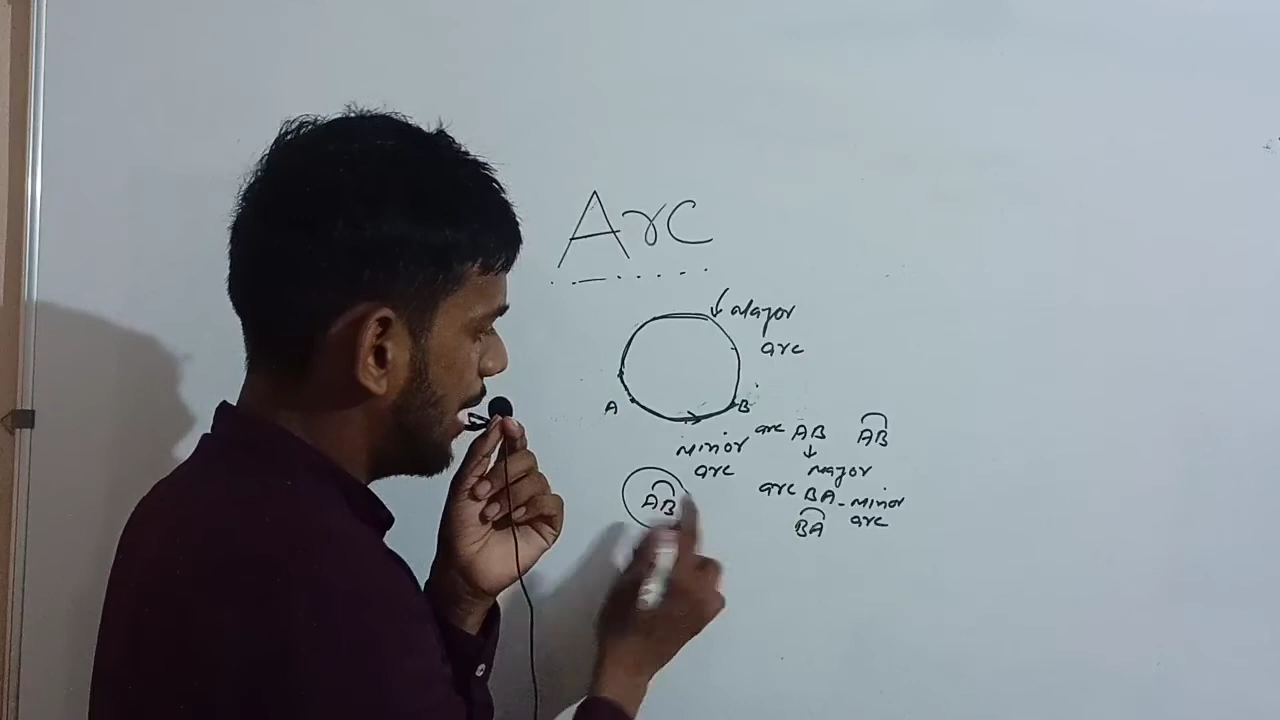 Arc
Major
arc
A
B
minor
arc
arc AB
AB
Major
arc BA - minor
arc
BA
AB